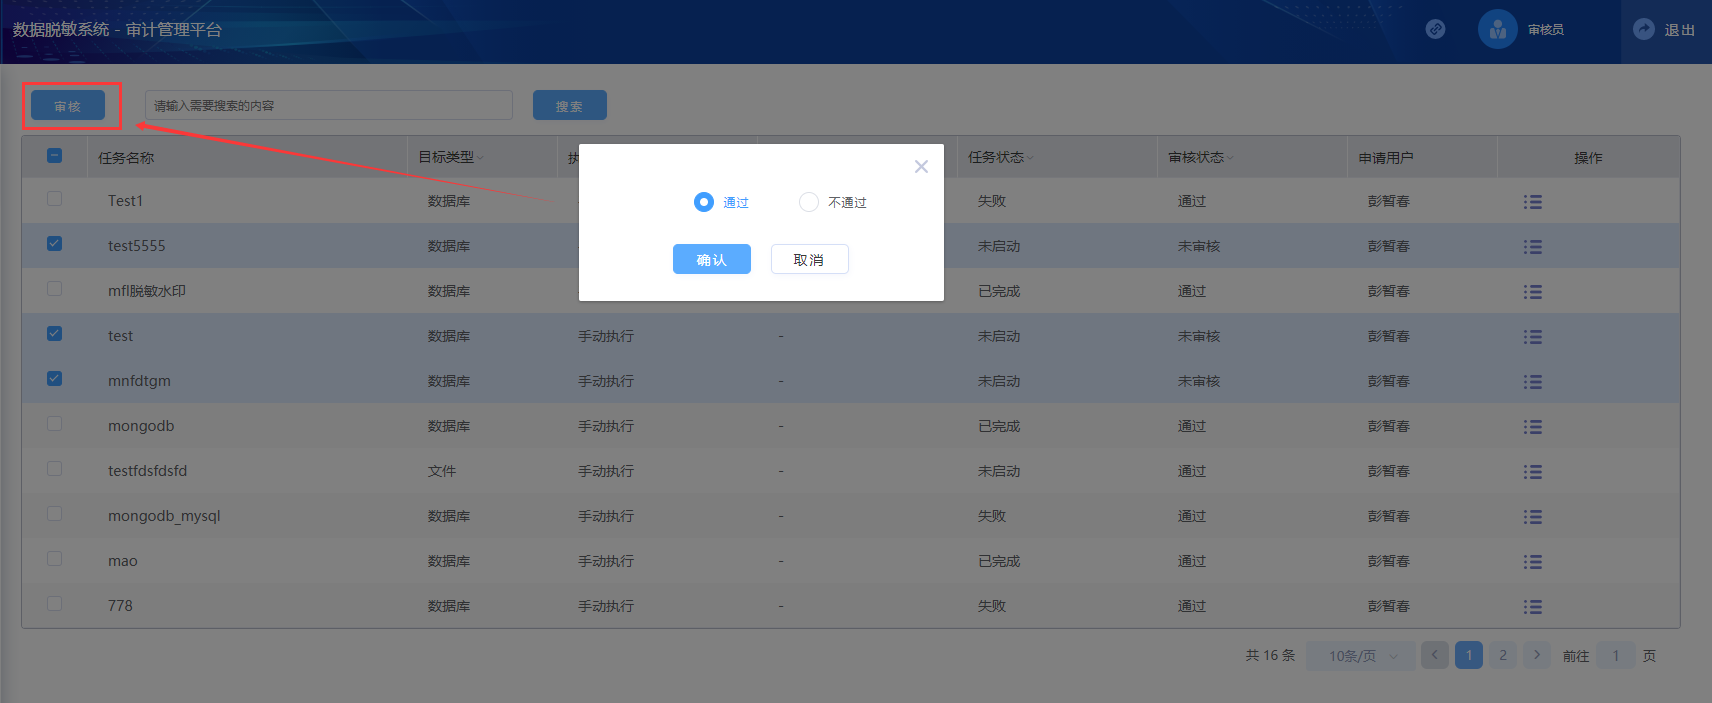 数据脱敏系统 - 审计管理平台
审核员
退出
审核
请输入需要搜索的内容
搜索
任务名称 目标类型 执 任务状态 审核状态 申请用户 操作
Test1 数据库 失败 通过 彭暂春
通过 不通过
test5555 数据库 未启动 未审核 彭暂春
确认 取消
mfl脱敏水印 数据库 已完成 通过 彭暂春
test 数据库 手动执行 - 未启动 未审核 彭暂春
mnfdtgm 数据库 手动执行 - 未启动 未审核 彭暂春
mongodb 数据库 手动执行 - 已完成 通过 彭暂春
testfdsfdsfd 文件 手动执行 - 未启动 通过 彭暂春
mongodb_mysql 数据库 手动执行 - 失败 通过 彭暂春
mao 数据库 手动执行 - 已完成 通过 彭暂春
778 数据库 手动执行 - 失败 通过 彭暂春
共 16 条 10条/页 1 2 前往 1 页